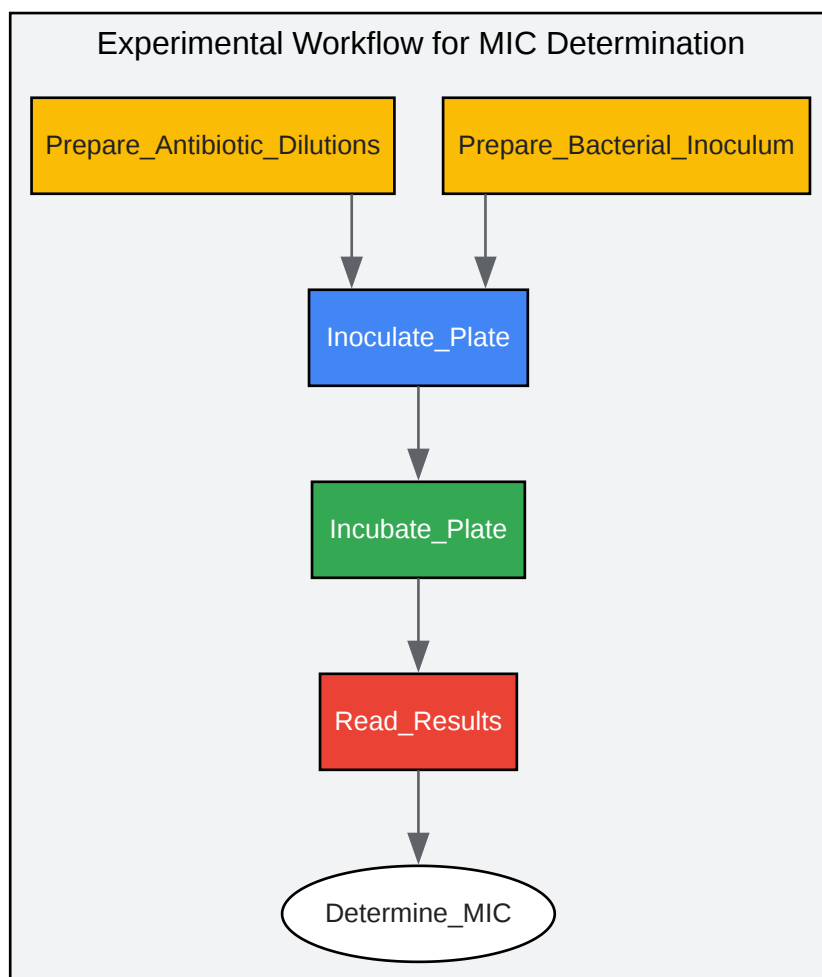 Experimental Workflow for MIC Determination
Prepare_Antibiotic_Dilutions
Prepare_Bacterial_Inoculum
Inoculate_Plate
Incubate_Plate
Read_Results
Determine_MIC